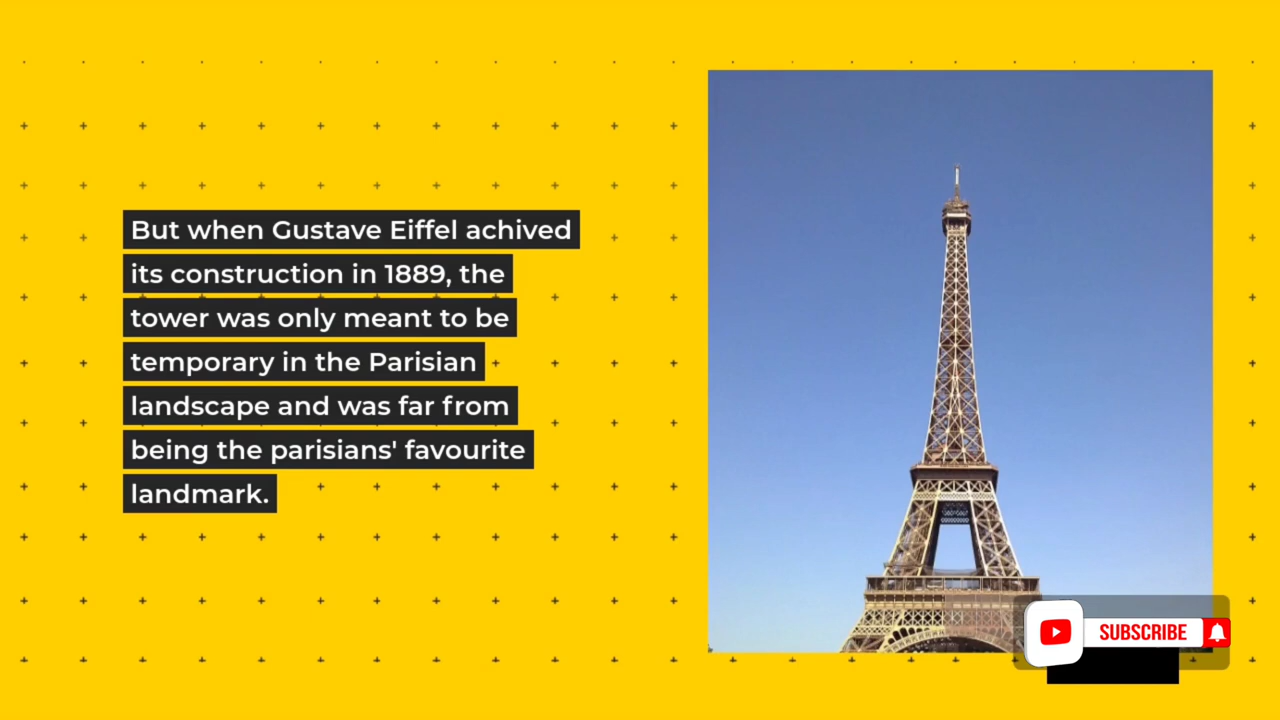 But when Gustave Eiffel achived
its construction in 1889, the
tower was only meant to be
temporary in the Parisian
landscape and was far from
being the parisians' favourite
landmark.
SUBSCRIBE